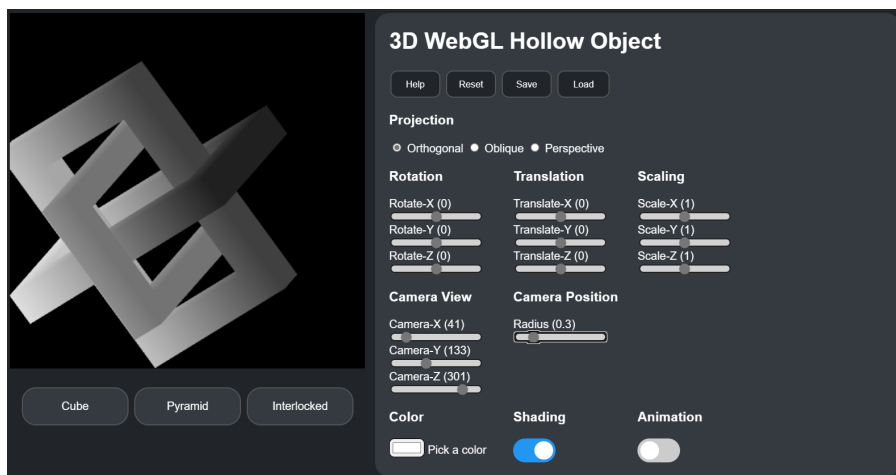 3D WebGL Hollow Object
Help Reset Save Load
Projection
Orthogonal Oblique Perspective
Rotation Translation Scaling
Rotate-X (0) Translate-X (0) Scale-X (1)
Rotate-Y (0) Translate-Y (0) Scale-Y (1)
Rotate-Z (0) Translate-Z (0) Scale-Z (1)
Camera View Camera Position
Camera-X (41) Radius (0.3)
Camera-Y (133)
Camera-Z (301)
Cube Pyramid Interlocked
Color Shading Animation
Pick a color